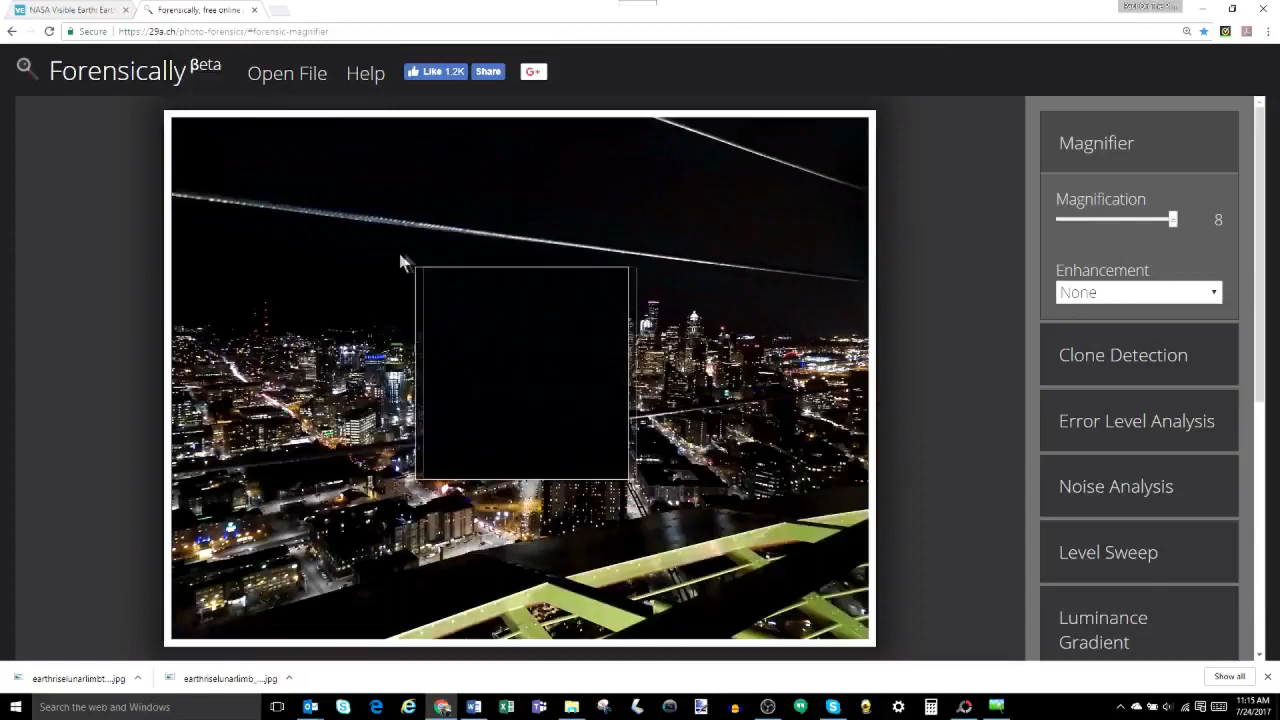 NASA Visible Earth: Earth
Forensically, free online
Secure https://29a.ch/photo-forensics/#forensic-magnifier
Forensically βeta Open File Help Like 1.2K Share G+
Magnifier
Magnification
8
Enhancement
None
Clone Detection
Error Level Analysis
Noise Analysis
Level Sweep
Luminance
Gradient
earthriselunarlimbt....jpg
earthriselunarlimb_...jpg
Show all
Search the web and Windows
11:15 AM
7/24/2017